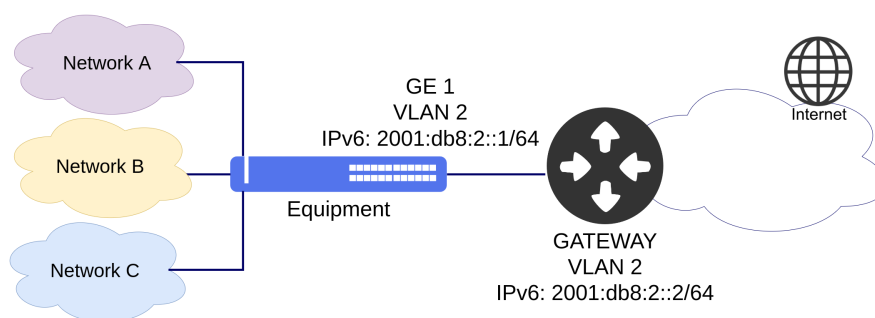 Network A
Network B
Network C
GE 1
VLAN 2
IPv6: 2001:db8:2::1/64
Equipment
GATEWAY
VLAN 2
IPv6: 2001:db8:2::2/64
Internet